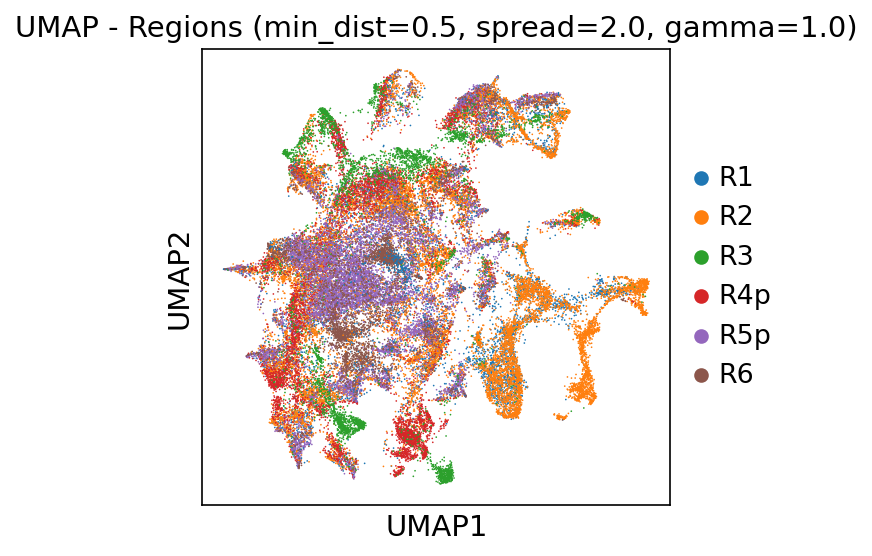 UMAP - Regions (min_dist=0.5, spread=2.0, gamma=1.0)
UMAP2
R1
R2
R3
R4p
R5p
R6
UMAP1